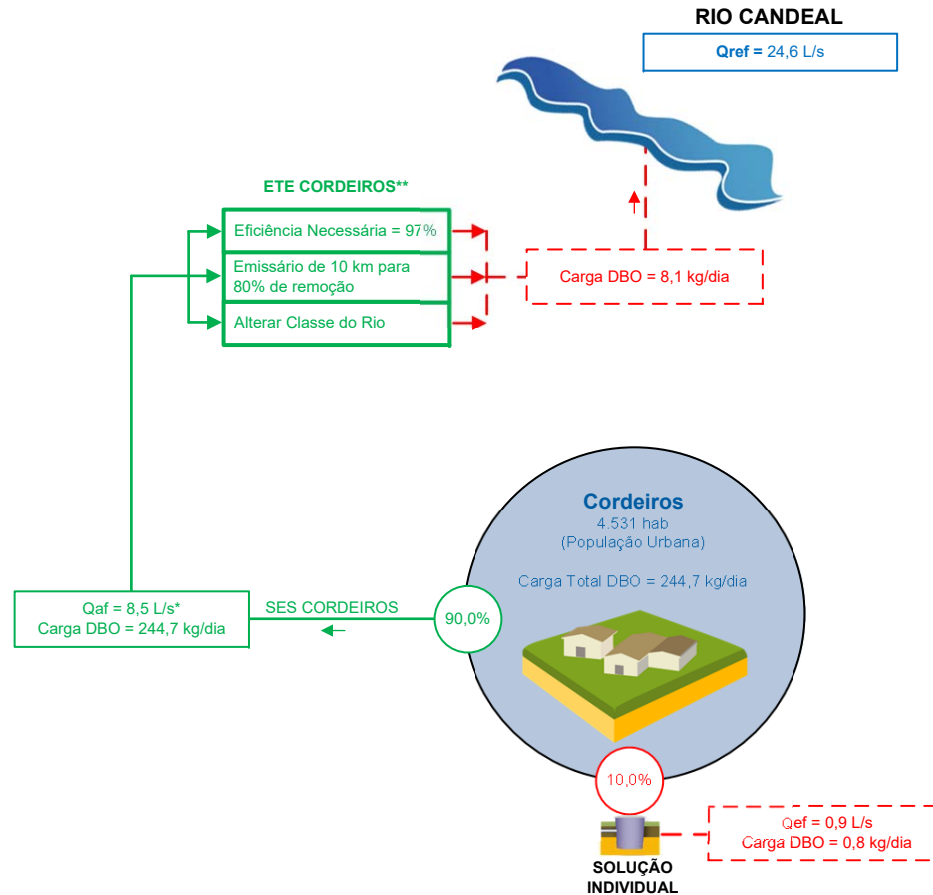 RIO CANDEAL
Qref = 24,6 L/s
ETE CORDEIROS**
Eficiência Necessária = 97%
Emissário de 10 km para
80% de remoção
Alterar Classe do Rio
Carga DBO = 8,1 kg/dia
Cordeiros
4.531 hab
(População Urbana)
Carga Total DBO = 244,7 kg/dia
Qaf = 8,5 L/s*
Carga DBO = 244,7 kg/dia
SES CORDEIROS
90,0%
10,0%
Qef = 0,9 L/s
Carga DBO = 0,8 kg/dia
SOLUÇÃO
INDIVIDUAL